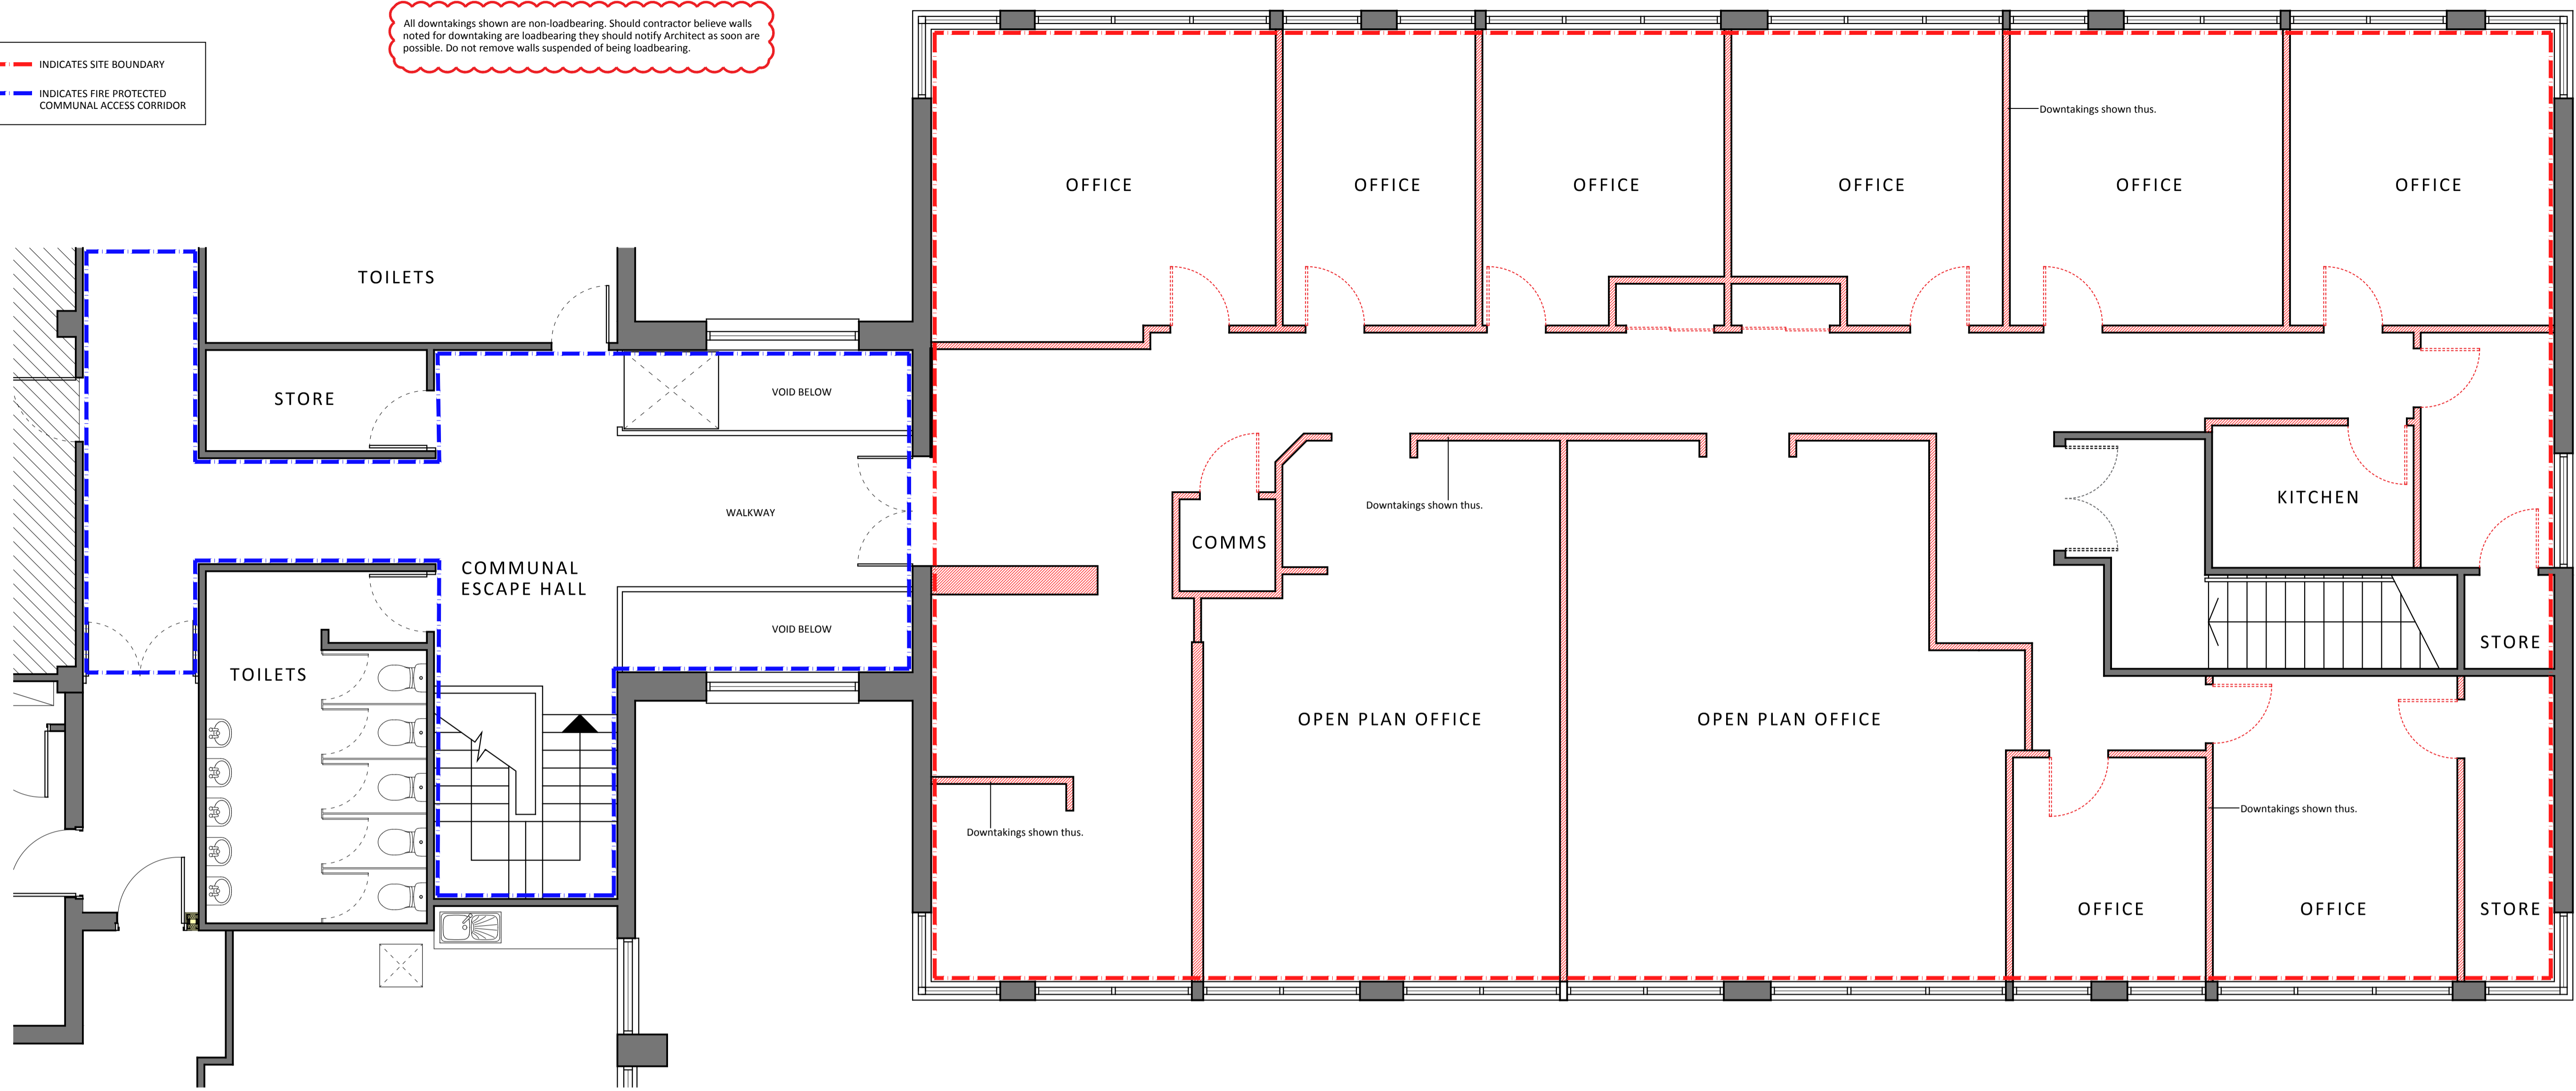 All downtakings shown are non-loadbearing. Should contractor believe walls
noted for downtaking are loadbearing they should notify Architect as soon are
possible. Do not remove walls suspended of being loadbearing.
INDICATES SITE BOUNDARY
INDICATES FIRE PROTECTED
COMMUNAL ACCESS CORRIDOR
Downtakings shown thus.
OFFICE
OFFICE
OFFICE
OFFICE
OFFICE
OFFICE
TOILETS
STORE
VOID BELOW
WALKWAY
COMMUNAL
ESCAPE HALL
VOID BELOW
TOILETS
Downtakings shown thus.
COMMS
KITCHEN
STORE
OPEN PLAN OFFICE
OPEN PLAN OFFICE
Downtakings shown thus.
Downtakings shown thus.
OFFICE
OFFICE
STORE